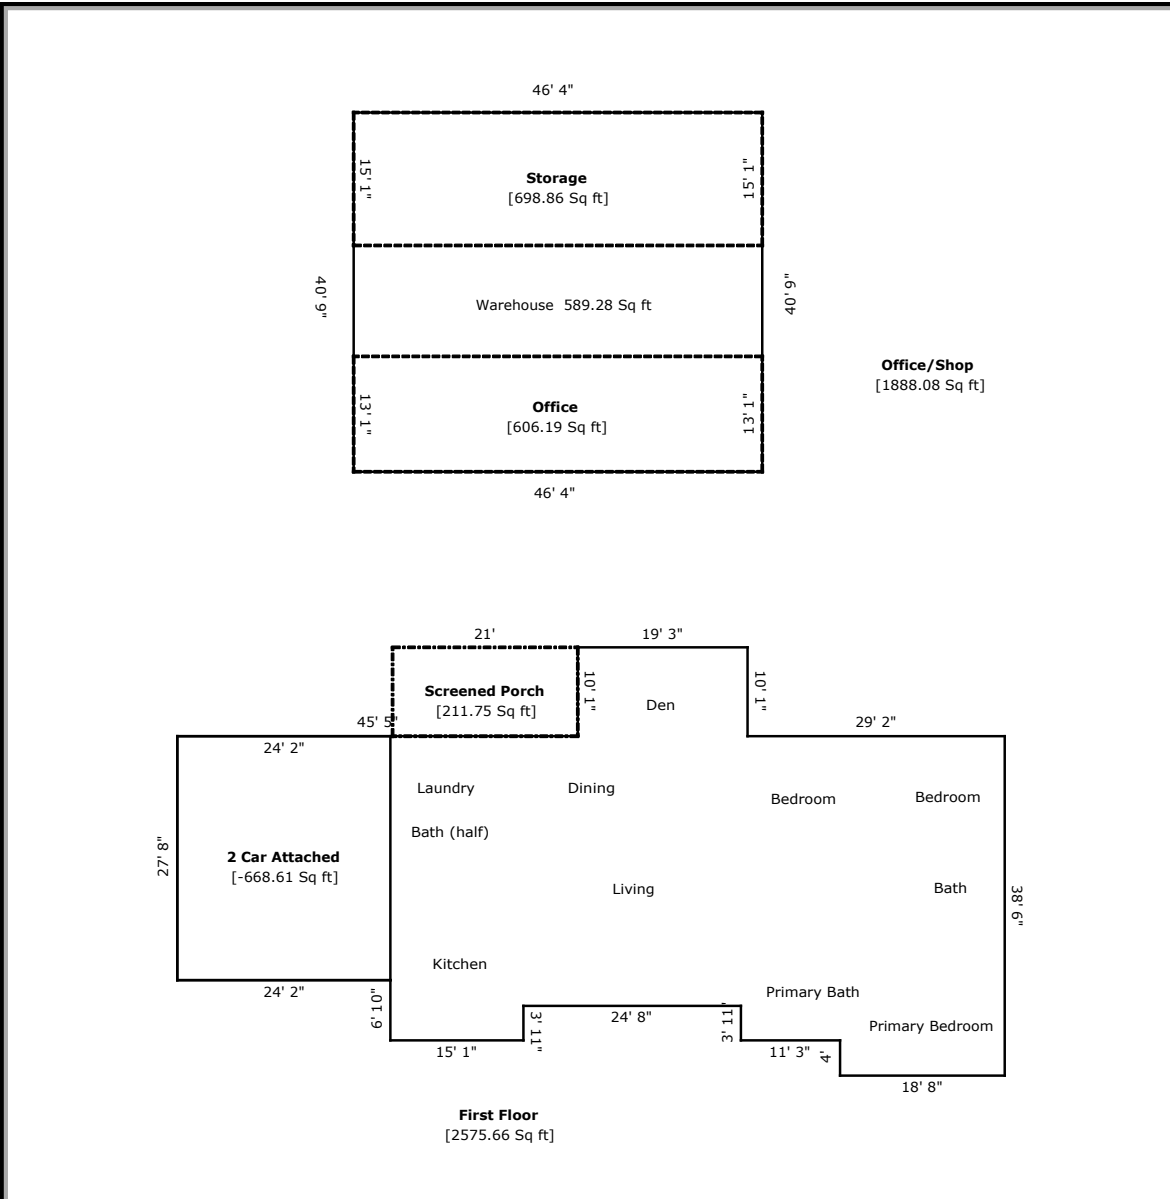 46' 4"
15' 1"
15' 1"
Storage
[698.86 Sq ft]
40' 9"
40' 9"
Warehouse  589.28 Sq ft
Office/Shop
[1888.08 Sq ft]
13' 1"
13' 1"
Office
[606.19 Sq ft]
46' 4"
21'
19' 3"
Screened Porch
[211.75 Sq ft]
10' 1"
Den
10' 1"
45' 5"
29' 2"
24' 2"
Laundry
Dining
Bedroom
Bedroom
Bath (half)
27' 8"
2 Car Attached
[-668.61 Sq ft]
Living
Bath
38' 6"
Kitchen
24' 2"
6' 10"
Primary Bath
24' 8"
3' 11"
3' 11"
Primary Bedroom
15' 1"
11' 3"
4'
18' 8"
First Floor
[2575.66 Sq ft]